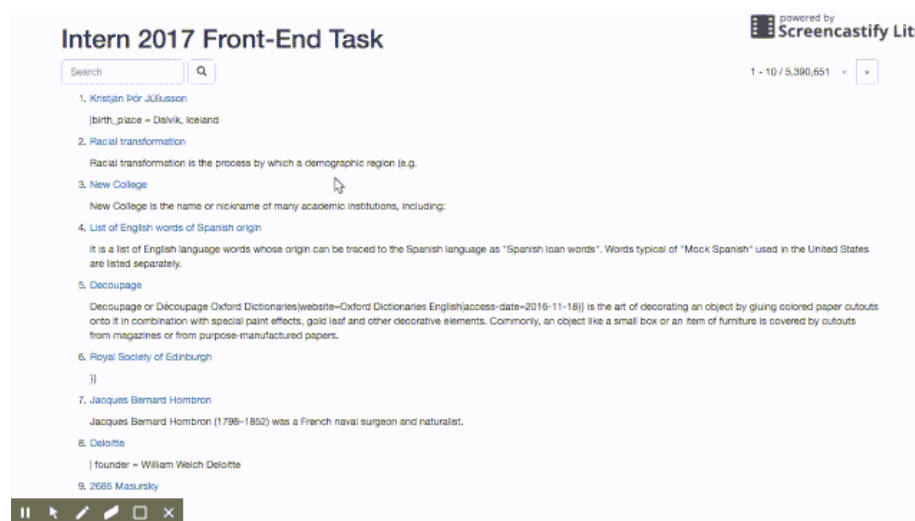 powered by
Screencastify Lit
Intern 2017 Front-End Task
Search
1 - 10 / 5,390,651
1. Kristján Þór Júlíusson
|birth_place = Dalvík, Iceland
2. Racial transformation
Racial transformation is the process by which a demographic region (e.g.
3. New College
New College is the name or nickname of many academic institutions, including:
4. List of English words of Spanish origin
It is a list of English language words whose origin can be traced to the Spanish language as "Spanish loan words". Words typical of "Mock Spanish" used in the United States
are listed separately.
5. Decoupage
Decoupage or Découpage Oxford Dictionaries|website=Oxford Dictionaries English|access-date=2016-11-18}} is the art of decorating an object by gluing colored paper cutouts
onto it in combination with special paint effects, gold leaf and other decorative elements. Commonly, an object like a small box or an item of furniture is covered by cutouts
from magazines or from purpose-manufactured papers.
6. Royal Society of Edinburgh
}}
7. Jacques Bernard Hombron
Jacques Bernard Hombron (1798–1852) was a French naval surgeon and naturalist.
8. Deloitte
| founder = William Welch Deloitte
9. 2685 Masursky